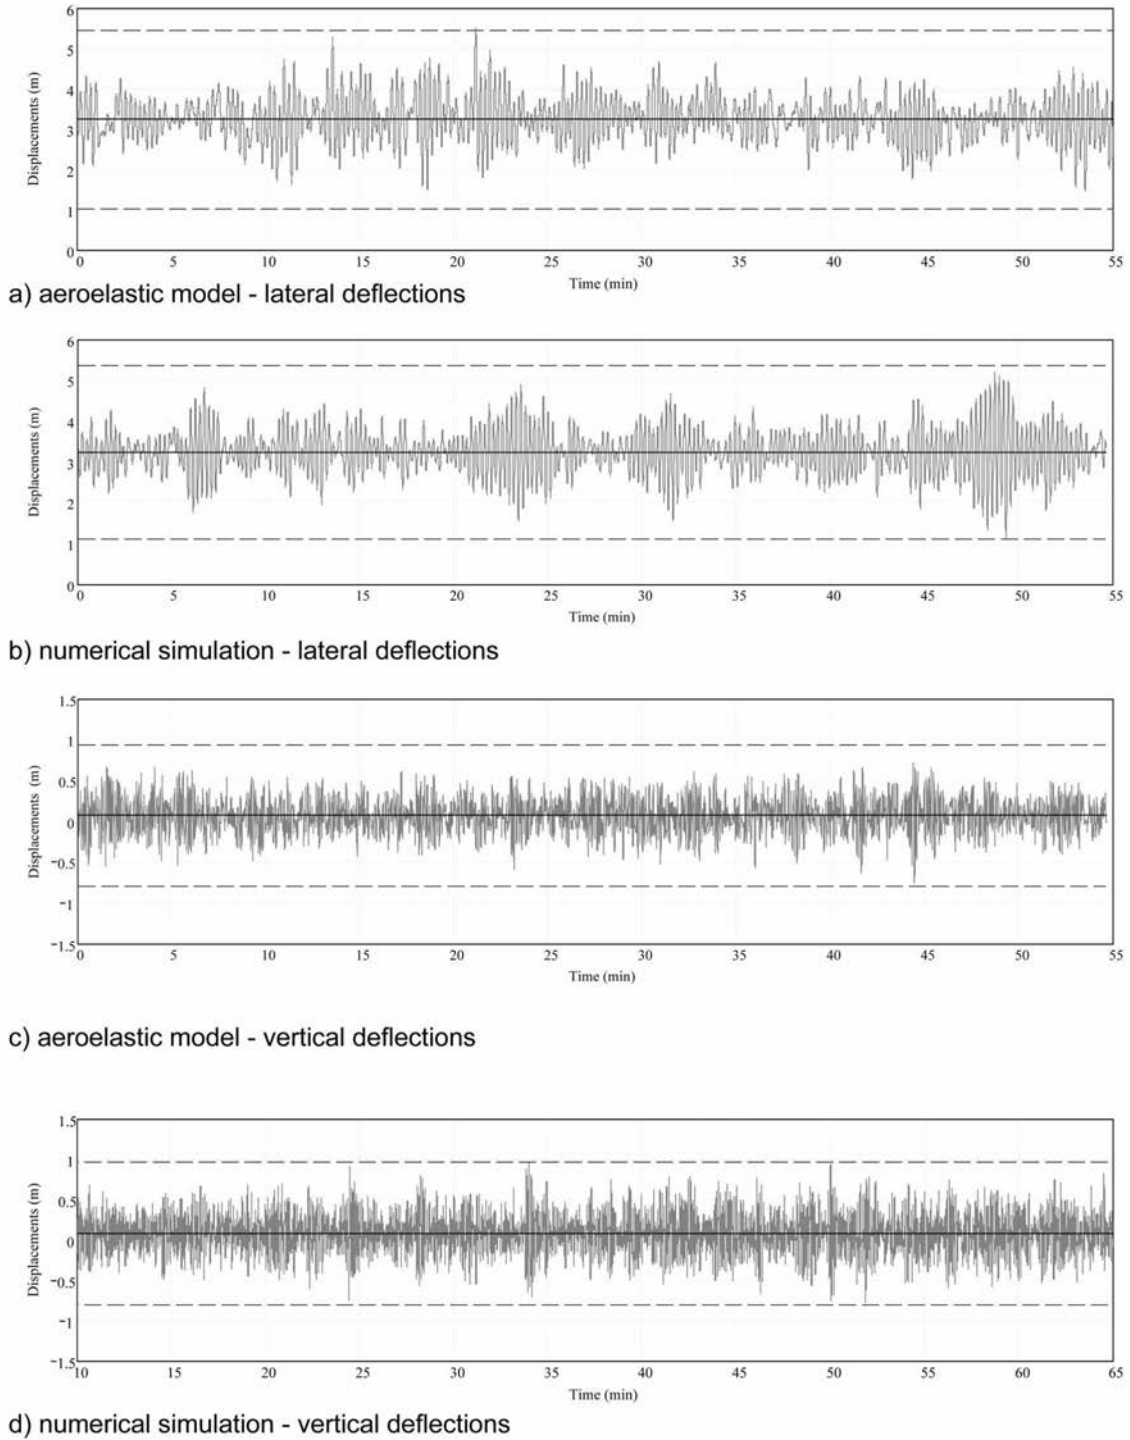 6
5
4
3
2
1
0
Displacements (m)
0 5 10 15 20 25 30 35 40 45 50 55
Time (min)
a) aeroelastic model - lateral deflections
6
5
4
3
2
1
0
Displacements (m)
0 5 10 15 20 25 30 35 40 45 50 55
Time (min)
b) numerical simulation - lateral deflections
1.5
1
0.5
0
-0.5
-1
-1.5
Displacements (m)
0 5 10 15 20 25 30 35 40 45 50 55
Time (min)
c) aeroelastic model - vertical deflections
1.5
1
0.5
0
-0.5
-1
-1.5
Displacements (m)
10 15 20 25 30 35 40 45 50 55 60 65
Time (min)
d) numerical simulation - vertical deflections